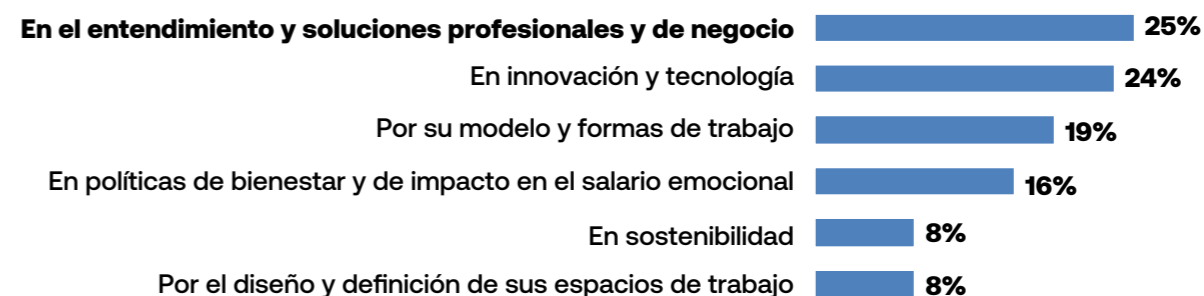 En el entendimiento y soluciones profesionales y de negocio 25%
En innovación y tecnología 24%
Por su modelo y formas de trabajo 19%
En políticas de bienestar y de impacto en el salario emocional 16%
En sostenibilidad 8%
Por el diseño y definición de sus espacios de trabajo 8%